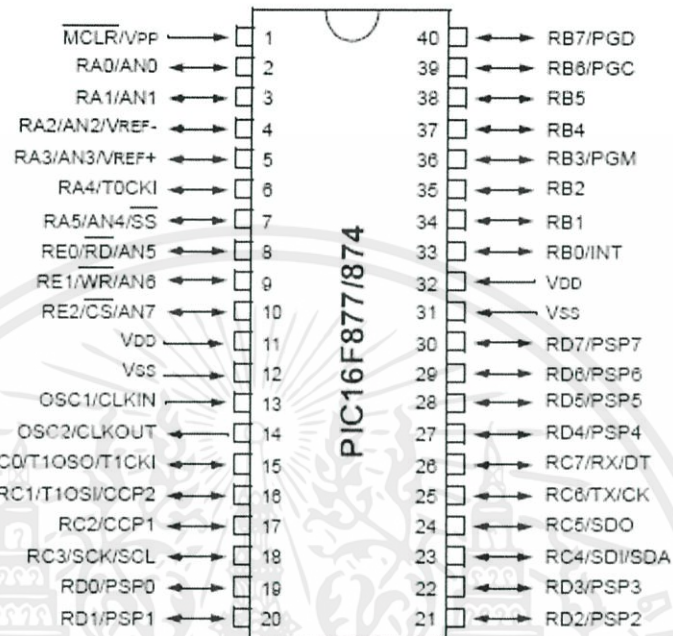 MCLR/VPP 1 40 RB7/PGD
RA0/AN0 2 39 RB6/PGC
RA1/AN1 3 38 RB5
RA2/AN2/VREF- 4 37 RB4
RA3/AN3/VREF+ 5 36 RB3/PGM
RA4/T0CKI 6 35 RB2
RA5/AN4/SS 7 34 RB1
RE0/RD/AN5 8 33 RB0/INT
RE1/WR/AN6 9 32 VDD
RE2/CS/AN7 10 31 VSS
VDD 11 30 RD7/PSP7
VSS 12 29 RD6/PSP6
OSC1/CLKIN 13 28 RD5/PSP5
OSC2/CLKOUT 14 27 RD4/PSP4
C0/T1OSO/T1CKI 15 26 RC7/RX/DT
RC1/T1OSI/CCP2 16 25 RC6/TX/CK
RC2/CCP1 17 24 RC5/SDO
RC3/SCK/SCL 18 23 RC4/SDI/SDA
RD0/PSP0 19 22 RD3/PSP3
RD1/PSP1 20 21 RD2/PSP2
PIC16F877/874